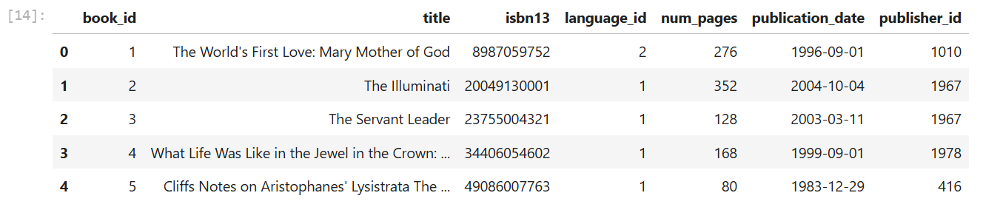 [14]: book_id title isbn13 language_id num_pages publication_date publisher_id
0 1 The World's First Love: Mary Mother of God 8987059752 2 276 1996-09-01 1010
1 2 The Illuminati 20049130001 1 352 2004-10-04 1967
2 3 The Servant Leader 23755004321 1 128 2003-03-11 1967
3 4 What Life Was Like in the Jewel in the Crown: ... 34406054602 1 168 1999-09-01 1978
4 5 Cliffs Notes on Aristophanes' Lysistrata The ... 49086007763 1 80 1983-12-29 416